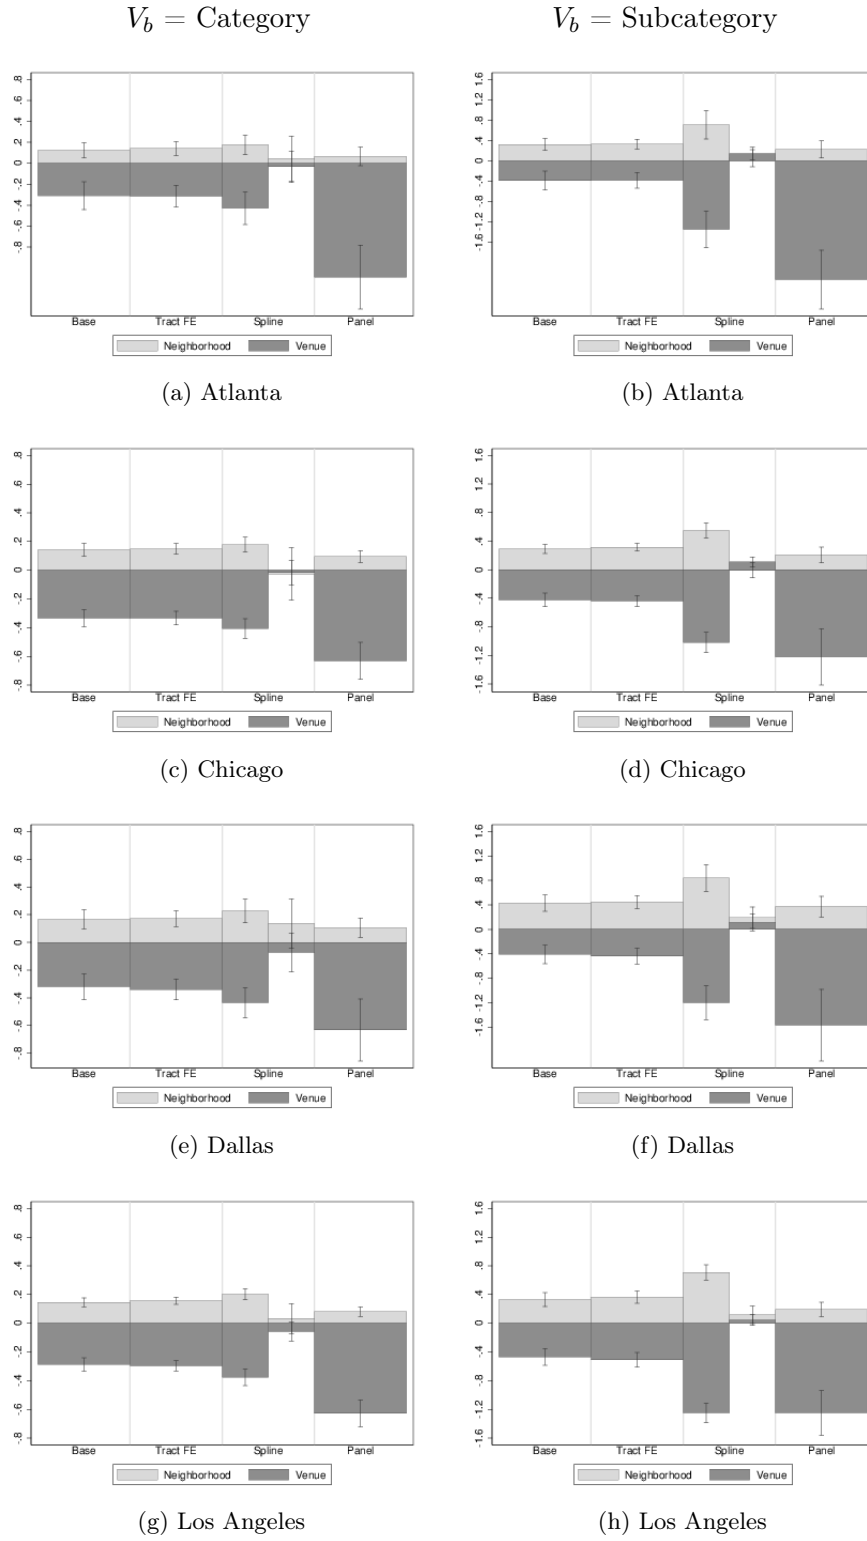 V_b = Category
V_b = Subcategory
.8
.6
.4
.2
0
-.2
-.4
-.6
-.8
Base Tract FE Spline Panel
Neighborhood Venue
(a) Atlanta
1.6
1.2
.8
.4
0
-.4
-.8
-1.2
-1.6
Base Tract FE Spline Panel
Neighborhood Venue
(b) Atlanta
.8
.6
.4
.2
0
-.2
-.4
-.6
-.8
Base Tract FE Spline Panel
Neighborhood Venue
(c) Chicago
1.6
1.2
.8
.4
0
-.4
-.8
-1.2
-1.6
Base Tract FE Spline Panel
Neighborhood Venue
(d) Chicago
.8
.6
.4
.2
0
-.2
-.4
-.6
-.8
Base Tract FE Spline Panel
Neighborhood Venue
(e) Dallas
1.6
1.2
.8
.4
0
-.4
-.8
-1.2
-1.6
Base Tract FE Spline Panel
Neighborhood Venue
(f) Dallas
.8
.6
.4
.2
0
-.2
-.4
-.6
-.8
Base Tract FE Spline Panel
Neighborhood Venue
(g) Los Angeles
1.6
1.2
.8
.4
0
-.4
-.8
-1.2
-1.6
Base Tract FE Spline Panel
Neighborhood Venue
(h) Los Angeles